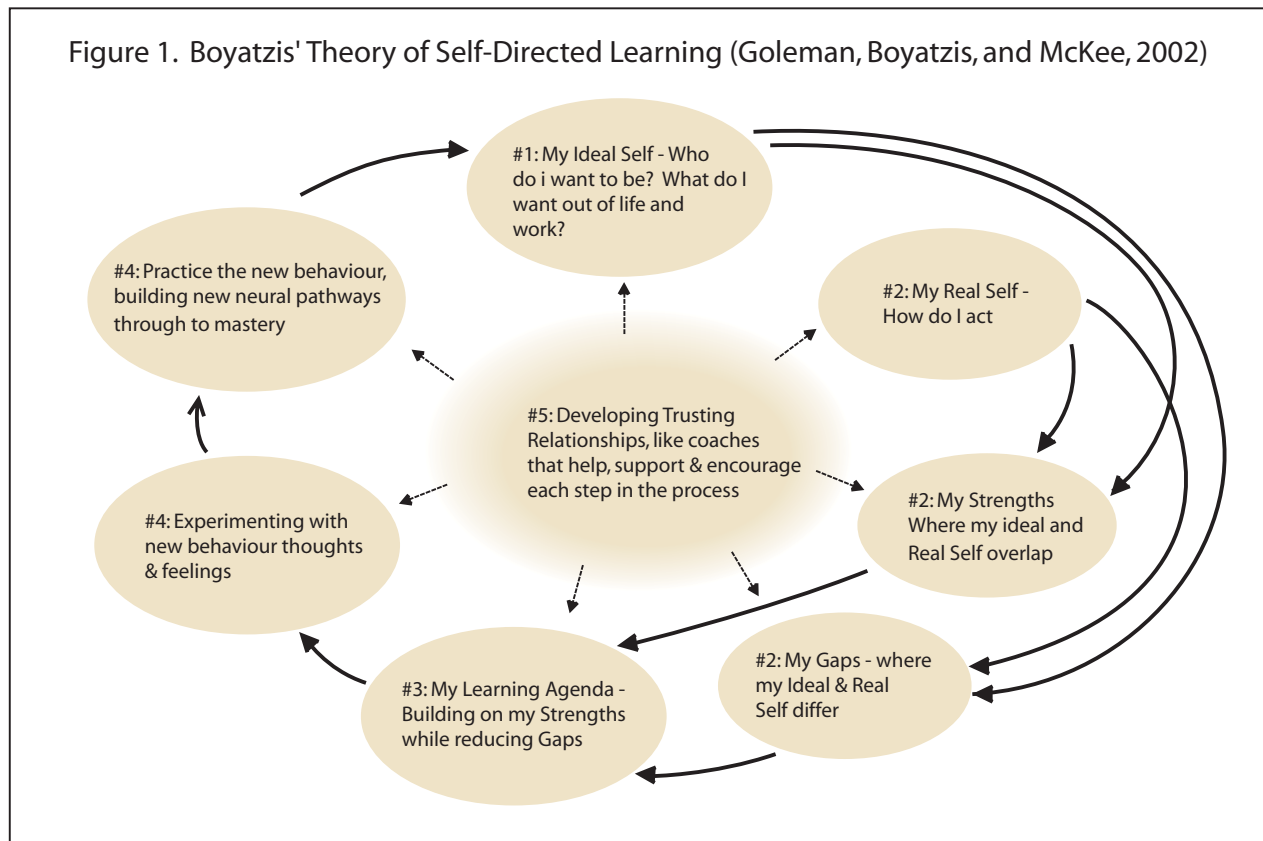 Figure 1. Boyatzis' Theory of Self-Directed Learning (Goleman, Boyatzis, and McKee, 2002)
#1: My Ideal Self - Who
do i want to be? What do I
want out of life and
work?
#2: My Real Self -
How do I act
#2: My Strengths
Where my ideal and
Real Self overlap
#2: My Gaps - where
my Ideal & Real
Self differ
#3: My Learning Agenda -
Building on my Strengths
while reducing Gaps
#4: Experimenting with
new behaviour thoughts
& feelings
#4: Practice the new behaviour,
building new neural pathways
through to mastery
#5: Developing Trusting
Relationships, like coaches
that help, support & encourage
each step in the process